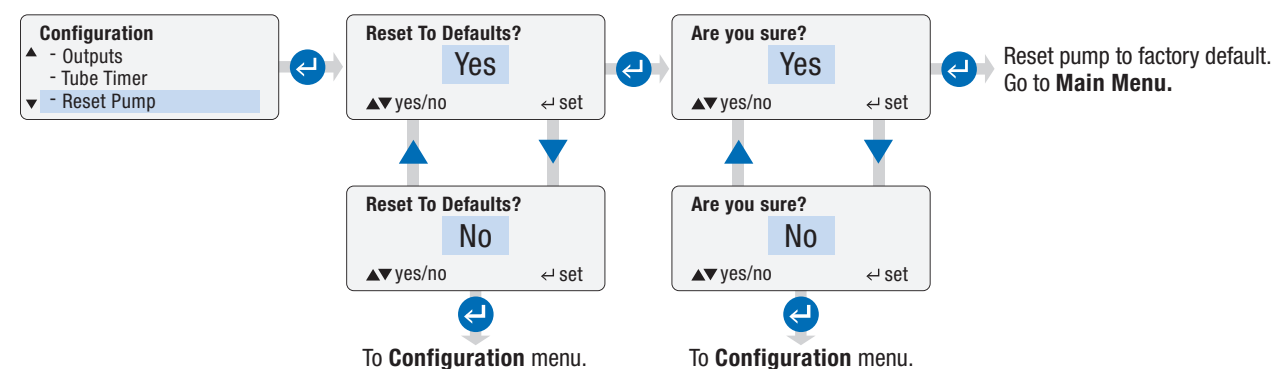 Configuration
▲ - Outputs
- Tube Timer
▼ - Reset Pump
Reset To Defaults?
Yes
▲▼ yes/no ↵ set
Are you sure?
Yes
▲▼ yes/no ↵ set
Reset pump to factory default.
Go to Main Menu.
Reset To Defaults?
No
▲▼ yes/no ↵ set
To Configuration menu.
Are you sure?
No
▲▼ yes/no ↵ set
To Configuration menu.